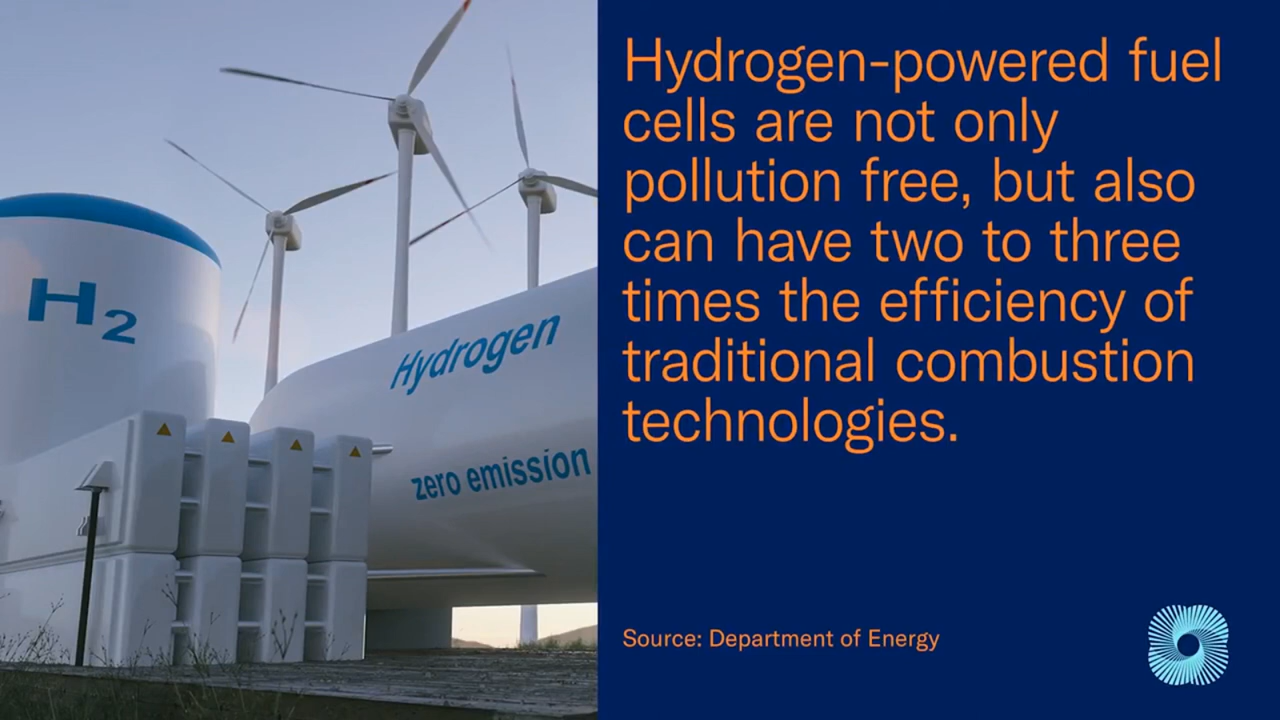 H2
Hydrogen
zero emission
Hydrogen-powered fuel
cells are not only
pollution free, but also
can have two to three
times the efficiency of
traditional combustion
technologies.
Source: Department of Energy